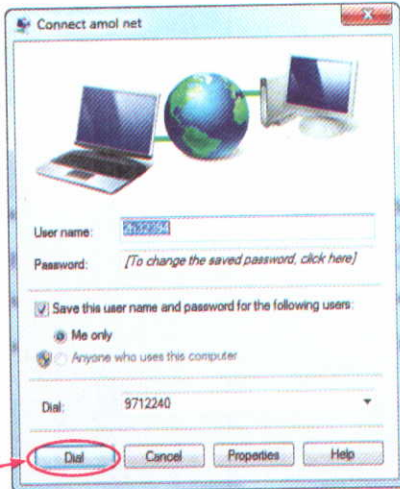 Connect amol net
User name: 2h32394
Password: [To change the saved password, click here]
Save this user name and password for the following users:
Me only
Anyone who uses this computer
Dial: 9712240
Dial Cancel Properties Help